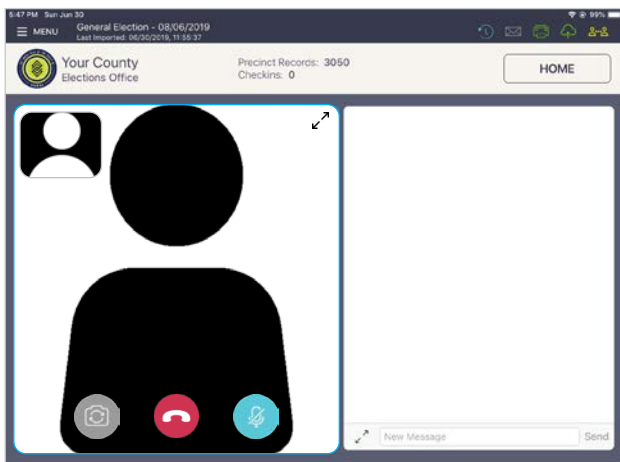 5:47 PM Sun Jun 30
99%
MENU
General Election - 08/06/2019
Last Imported: 06/30/2019, 11:55:37
Your County
Elections Office
Precinct Records: 3050
Checkins: 0
HOME
New Message
Send